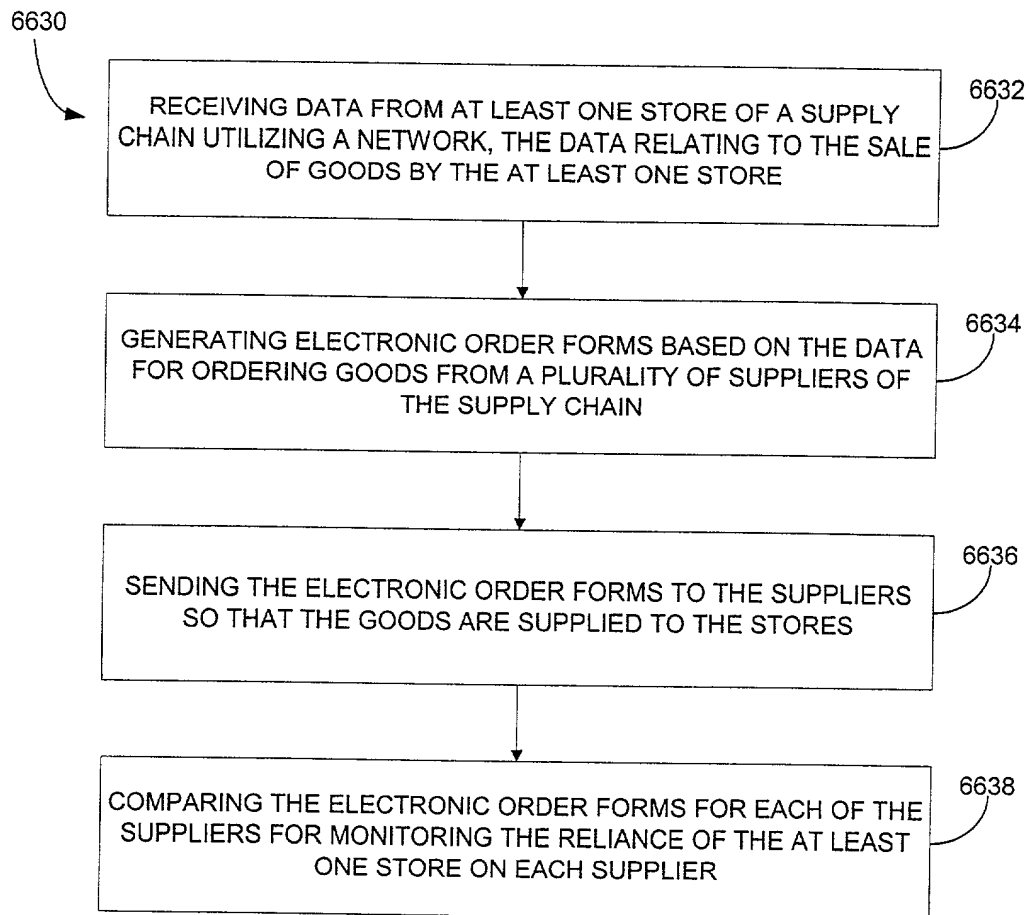 6630
6632
RECEIVING DATA FROM AT LEAST ONE STORE OF A SUPPLY
CHAIN UTILIZING A NETWORK, THE DATA RELATING TO THE SALE
OF GOODS BY THE AT LEAST ONE STORE
6634
GENERATING ELECTRONIC ORDER FORMS BASED ON THE DATA
FOR ORDERING GOODS FROM A PLURALITY OF SUPPLIERS OF
THE SUPPLY CHAIN
6636
SENDING THE ELECTRONIC ORDER FORMS TO THE SUPPLIERS
SO THAT THE GOODS ARE SUPPLIED TO THE STORES
6638
COMPARING THE ELECTRONIC ORDER FORMS FOR EACH OF THE
SUPPLIERS FOR MONITORING THE RELIANCE OF THE AT LEAST
ONE STORE ON EACH SUPPLIER